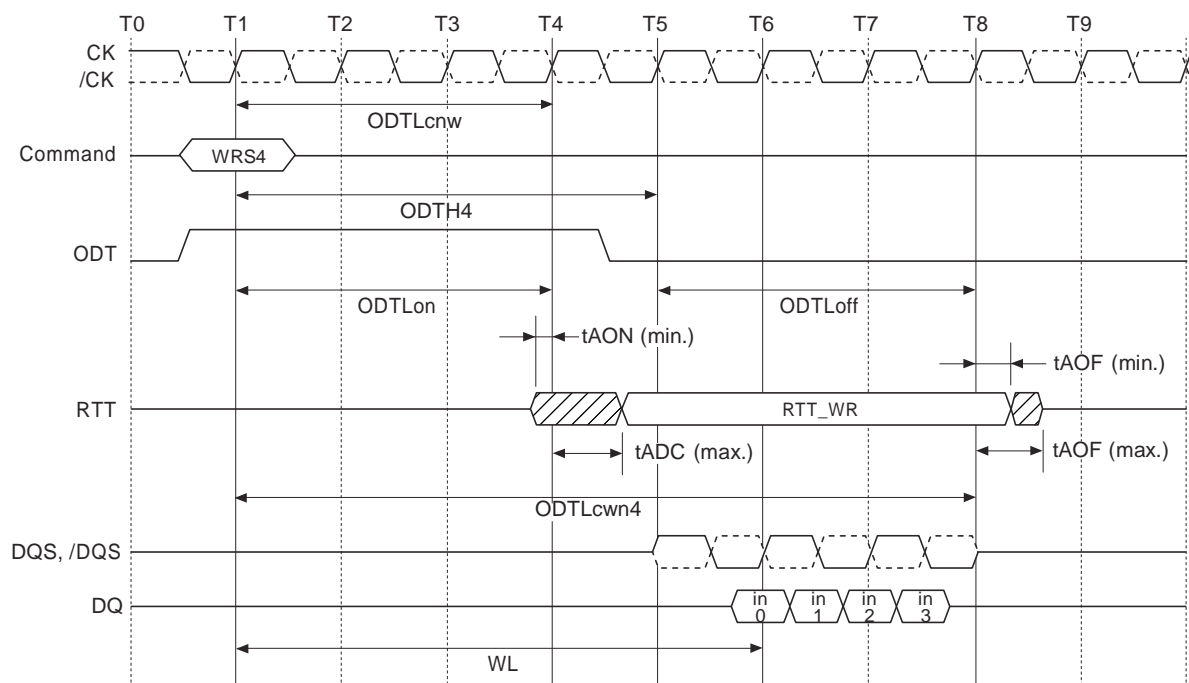 T0 T1 T2 T3 T4 T5 T6 T7 T8 T9
CK
/CK
ODTLcnw
Command
WRS4
ODTH4
ODT
ODTLon
ODTLoff
tAON (min.)
tAOF (min.)
RTT
RTT_WR
tADC (max.)
tAOF (max.)
ODTLcwn4
DQS, /DQS
DQ
in 0
in 1
in 2
in 3
WL